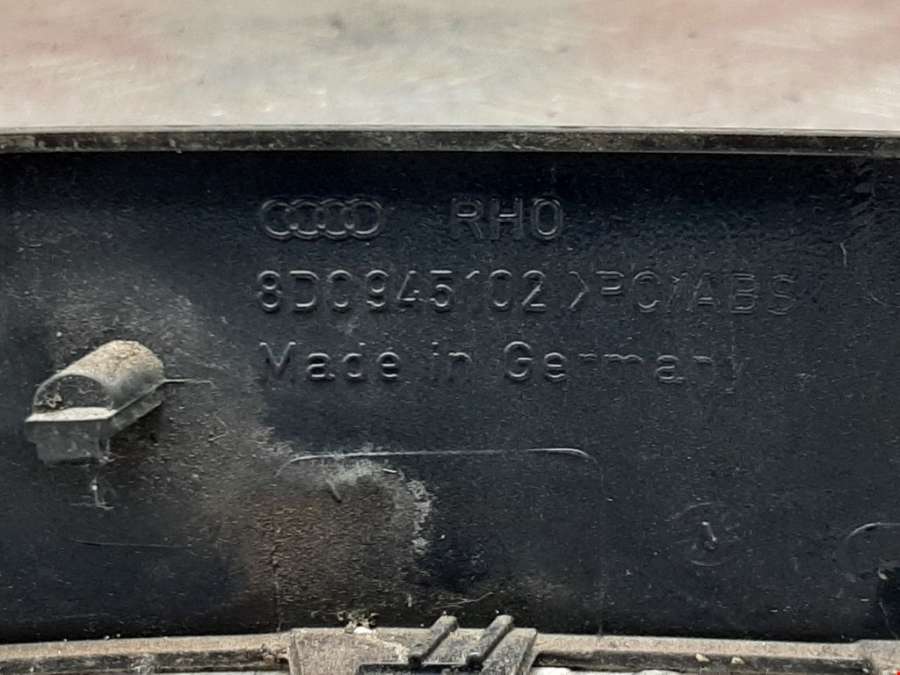 RHO
8D0945102 >PC/ABS
Made in Germany